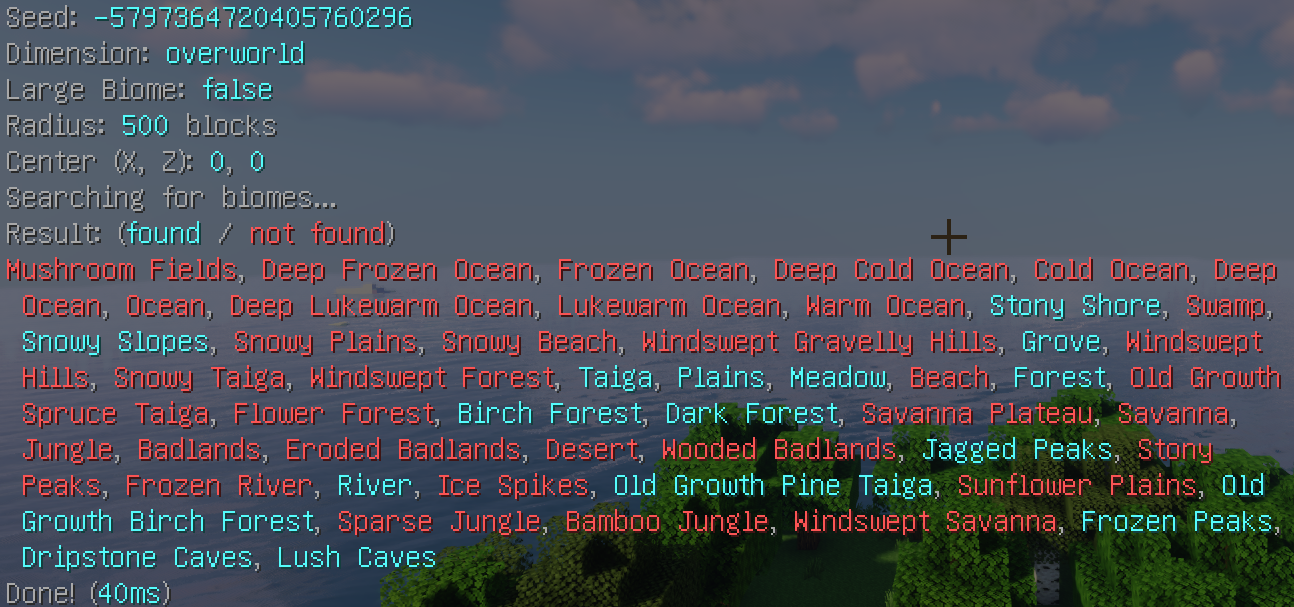 Seed: -5797364720405760296
Dimension: overworld
Large Biome: false
Radius: 500 blocks
Center (X, Z): 0, 0
Searching for biomes...
Result: (found / not found)
Mushroom Fields, Deep Frozen Ocean, Frozen Ocean, Deep Cold Ocean, Cold Ocean, Deep
Ocean, Ocean, Deep Lukewarm Ocean, Lukewarm Ocean, Warm Ocean, Stony Shore, Swamp,
Snowy Slopes, Snowy Plains, Snowy Beach, Windswept Gravelly Hills, Grove, Windswept
Hills, Snowy Taiga, Windswept Forest, Taiga, Plains, Meadow, Beach, Forest, Old Growth
Spruce Taiga, Flower Forest, Birch Forest, Dark Forest, Savanna Plateau, Savanna,
Jungle, Badlands, Eroded Badlands, Desert, Wooded Badlands, Jagged Peaks, Stony
Peaks, Frozen River, River, Ice Spikes, Old Growth Pine Taiga, Sunflower Plains, Old
Growth Birch Forest, Sparse Jungle, Bamboo Jungle, Windswept Savanna, Frozen Peaks,
Dripstone Caves, Lush Caves
Done! (40ms)